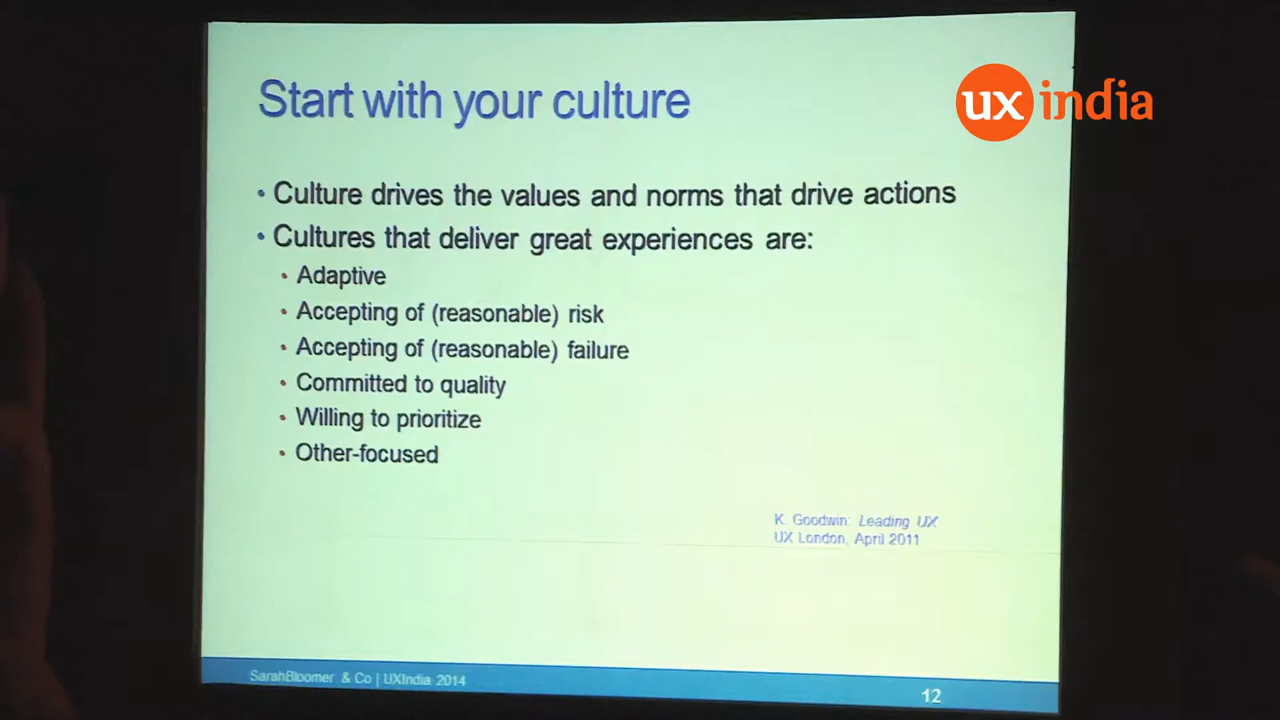 Start with your culture
ux india
• Culture drives the values and norms that drive actions
• Cultures that deliver great experiences are:
• Adaptive
• Accepting of (reasonable) risk
• Accepting of (reasonable) failure
• Committed to quality
• Willing to prioritize
• Other-focused
K. Goodwin: Leading UX
UX London, April 2011
SarahBloomer & Co | UXIndia 2014
12